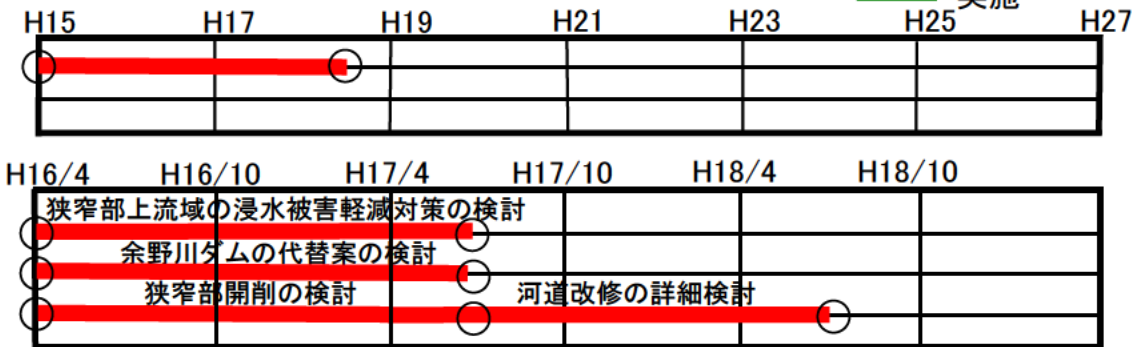 実施
H15 H17 H19 H21 H23 H25 H27
H16/4 H16/10 H17/4 H17/10 H18/4 H18/10
狭窄部上流域の浸水被害軽減対策の検討
余野川ダムの代替案の検討
狭窄部開削の検討 河道改修の詳細検討